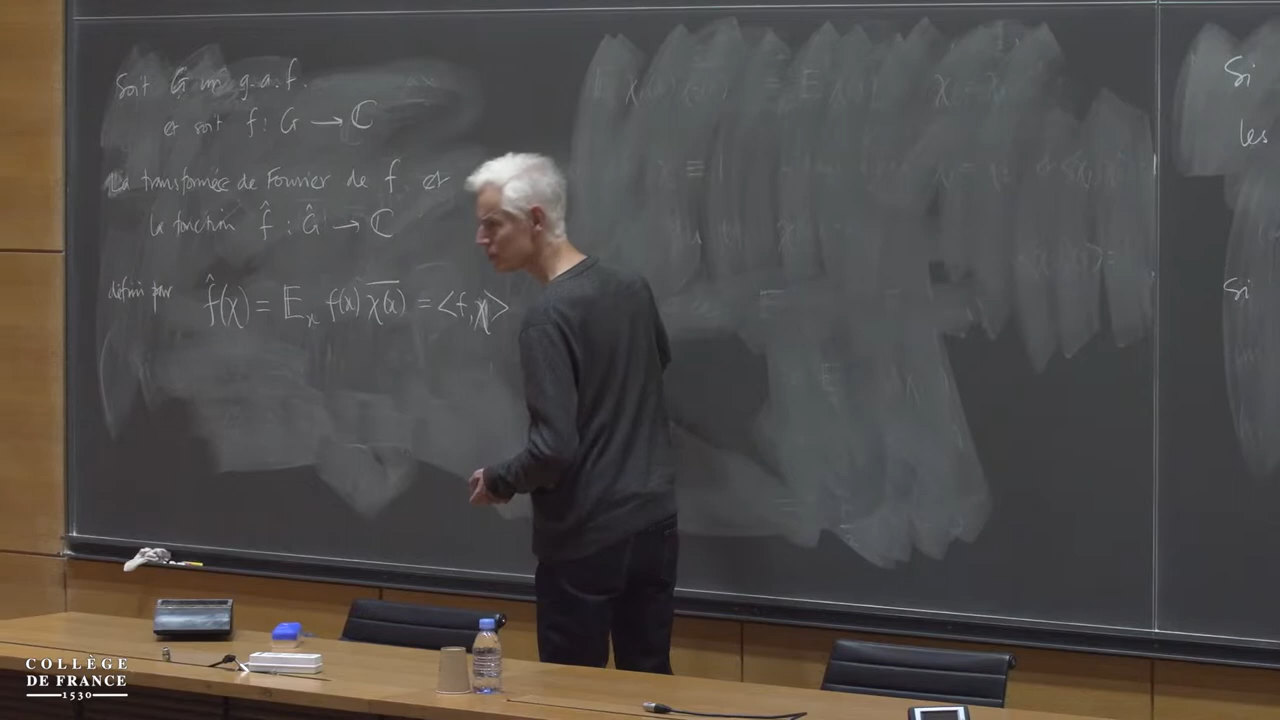 Soit G un g.a.f.
et soit f : G → ℂ
La transformée de Fourier de f est
la fonction f̂ : Ĝ → ℂ
défini par f̂(χ) = 𝔼ₓ f(x) \overline{χ(x)} = <f, χ>
Si
les
Si
COLLÈGE
DE FRANCE
1530